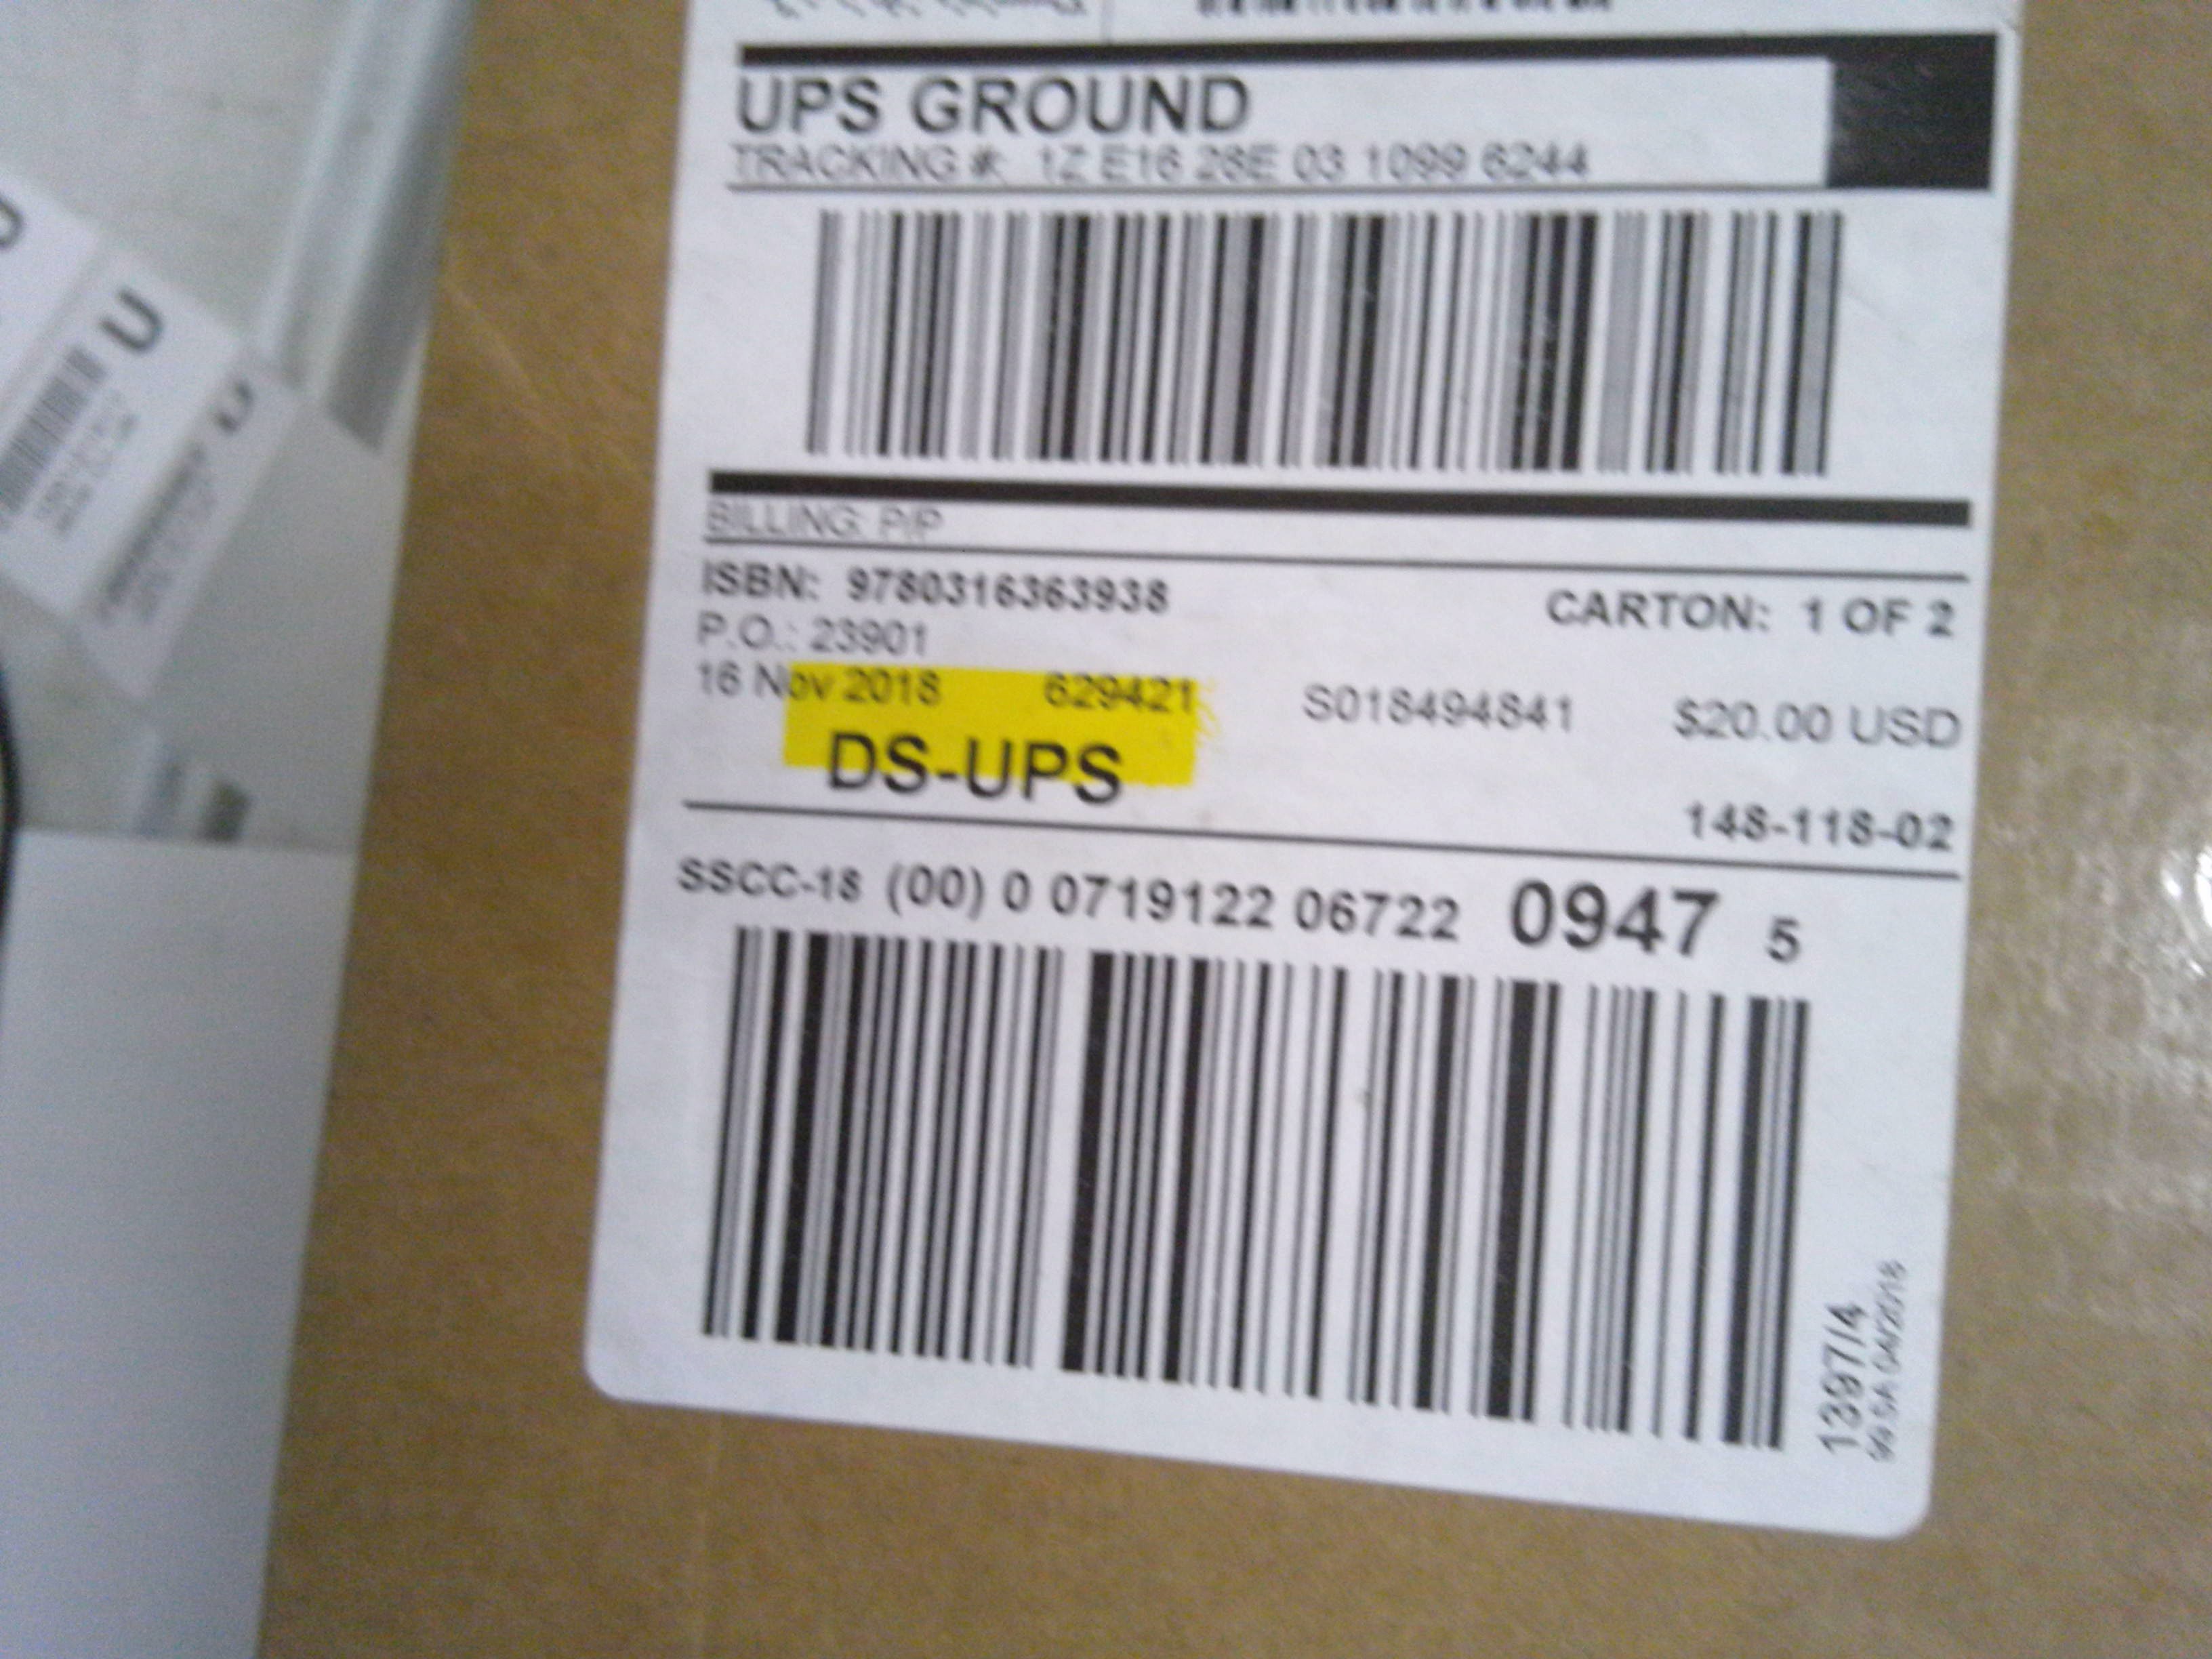 UPS GROUND
TRACKING #: 1Z E16 28E 03 1099 6244
BILLING: P/P
ISBN: 9780316363938
CARTON: 1 OF 2
P.O.: 23901
16 Nov 2018 629421 S018494841 $20.00 USD
DS-UPS
148-118-02
SSCC-18 (00) 0 0719122 06722 0947 5
1397/4
U
U